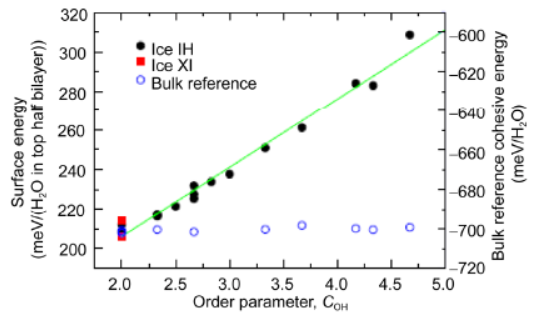 320
300
280
260
240
220
200
Surface energy
(meV/(H₂O in top half bilayer))
Ice IH
Ice XI
Bulk reference
−600
−620
−640
−660
−680
−700
−720
Bulk reference cohesive energy
(meV/H₂O)
2.0 2.5 3.0 3.5 4.0 4.5 5.0
Order parameter, C_OH